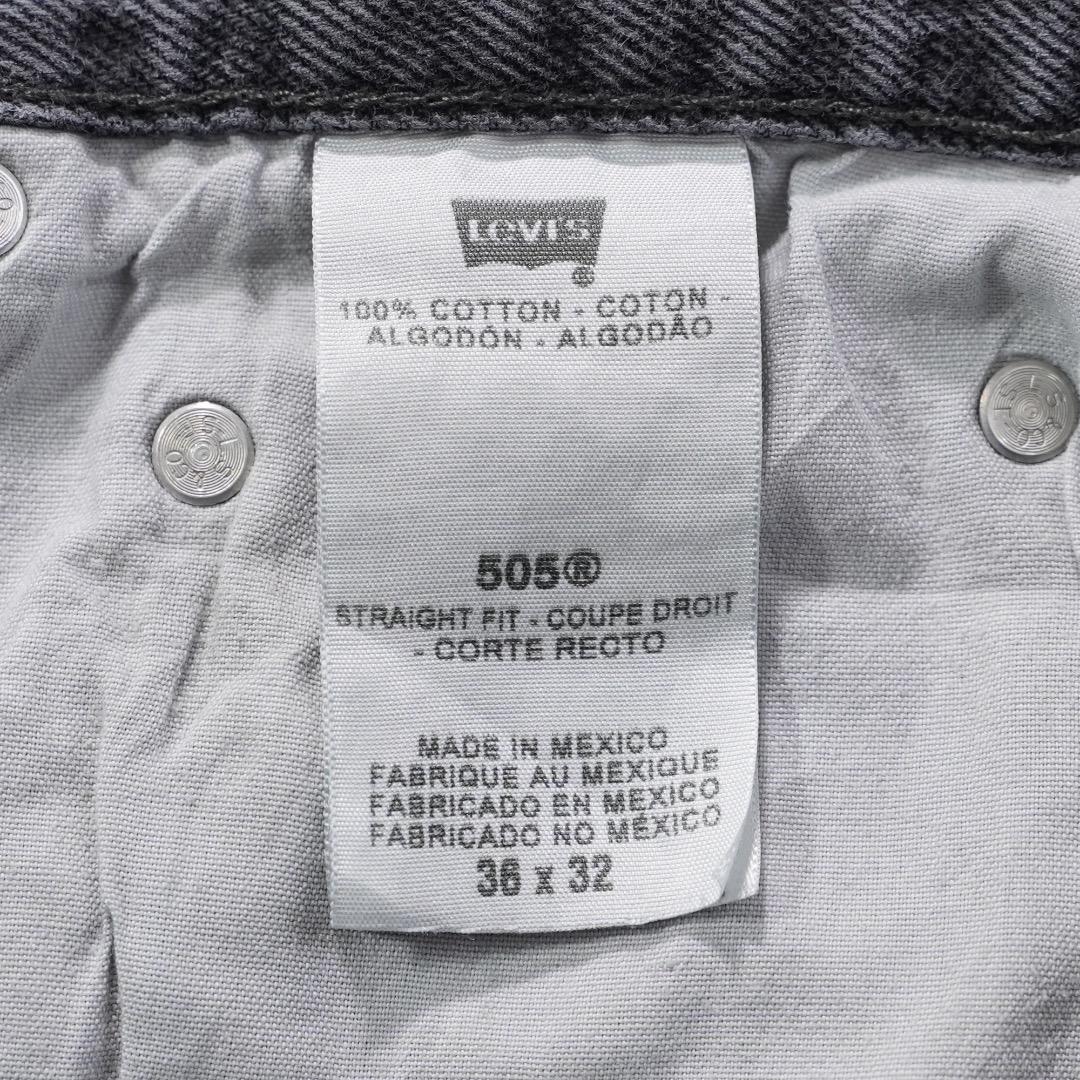 LEVI'S
®
100% COTTON - COTON -
ALGODÓN - ALGODÃO
505®
STRAIGHT FIT - COUPE DROIT
- CORTE RECTO
MADE IN MEXICO
FABRIQUE AU MEXIQUE
FABRICADO EN MEXICO
FABRICADO NO MÉXICO
36 x 32